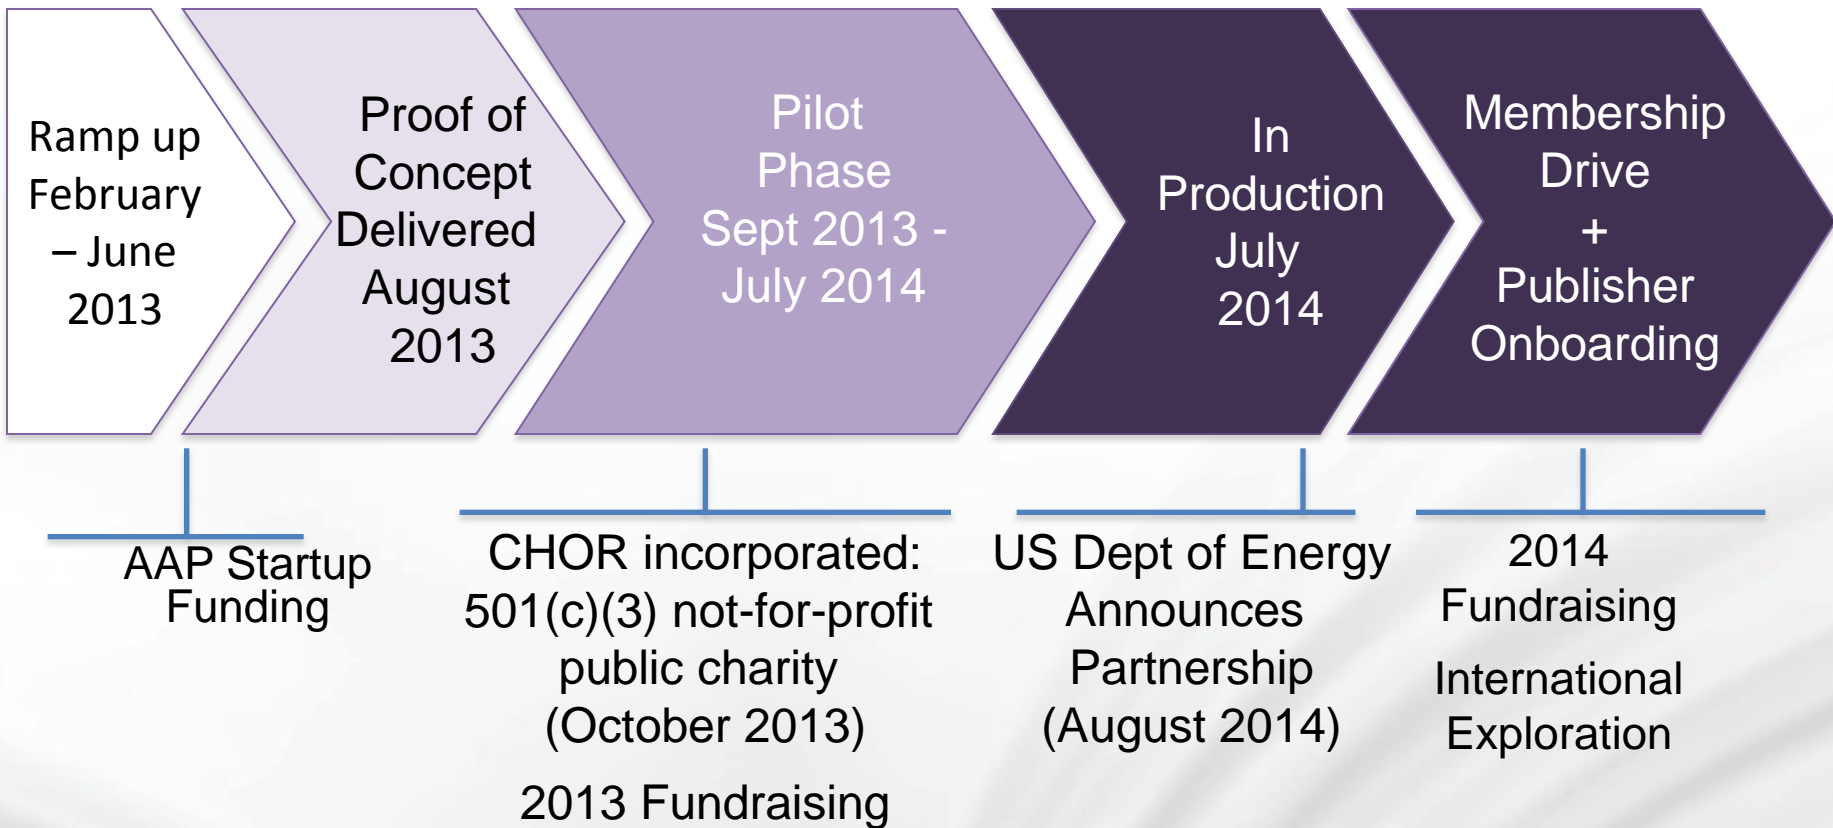 Ramp up
February
– June
2013
Proof of
Concept
Delivered
August
2013
Pilot
Phase
Sept 2013 -
July 2014
In
Production
July
2014
Membership
Drive
+
Publisher
Onboarding
AAP Startup
Funding
CHOR incorporated:
501(c)(3) not-for-profit
public charity
(October 2013)
2013 Fundraising
US Dept of Energy
Announces
Partnership
(August 2014)
2014
Fundraising
International
Exploration